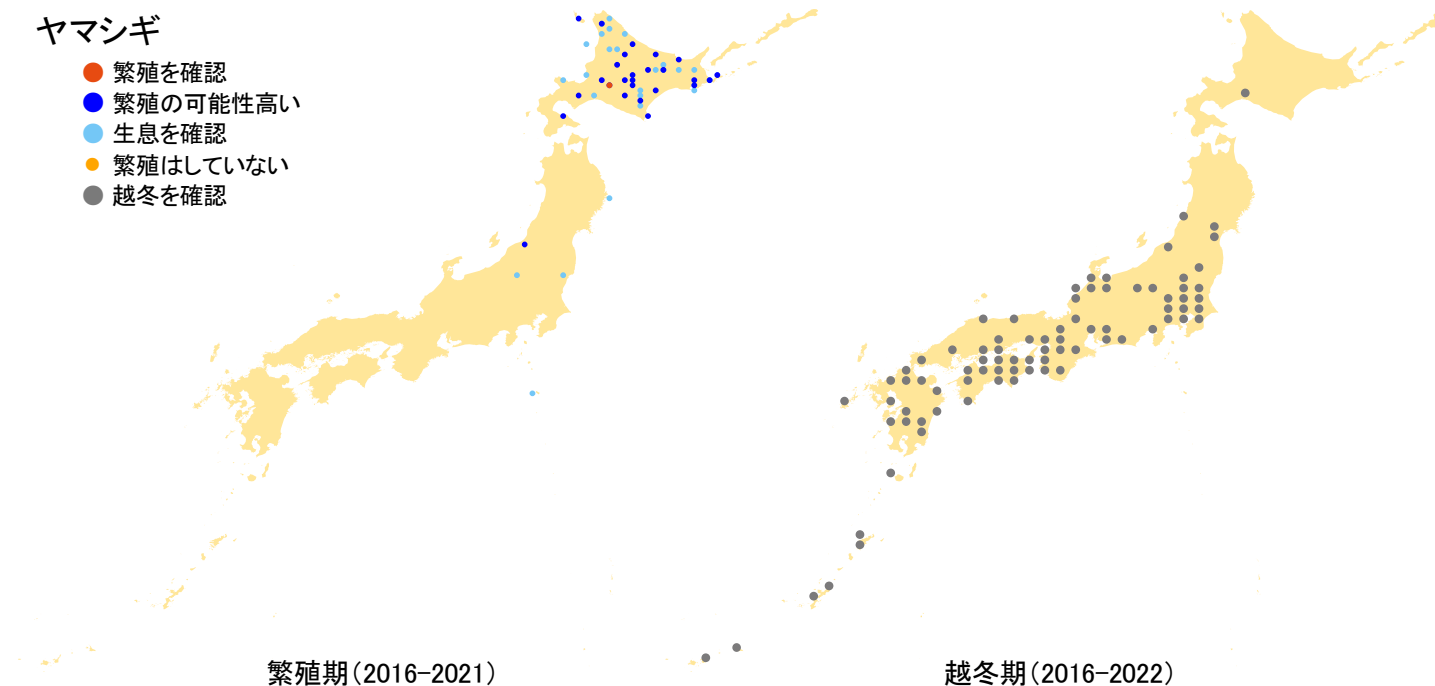 ヤマシギ
繁殖を確認
繁殖の可能性高い
生息を確認
繁殖はしていない
越冬を確認
繁殖期（2016-2021）
越冬期（2016-2022）